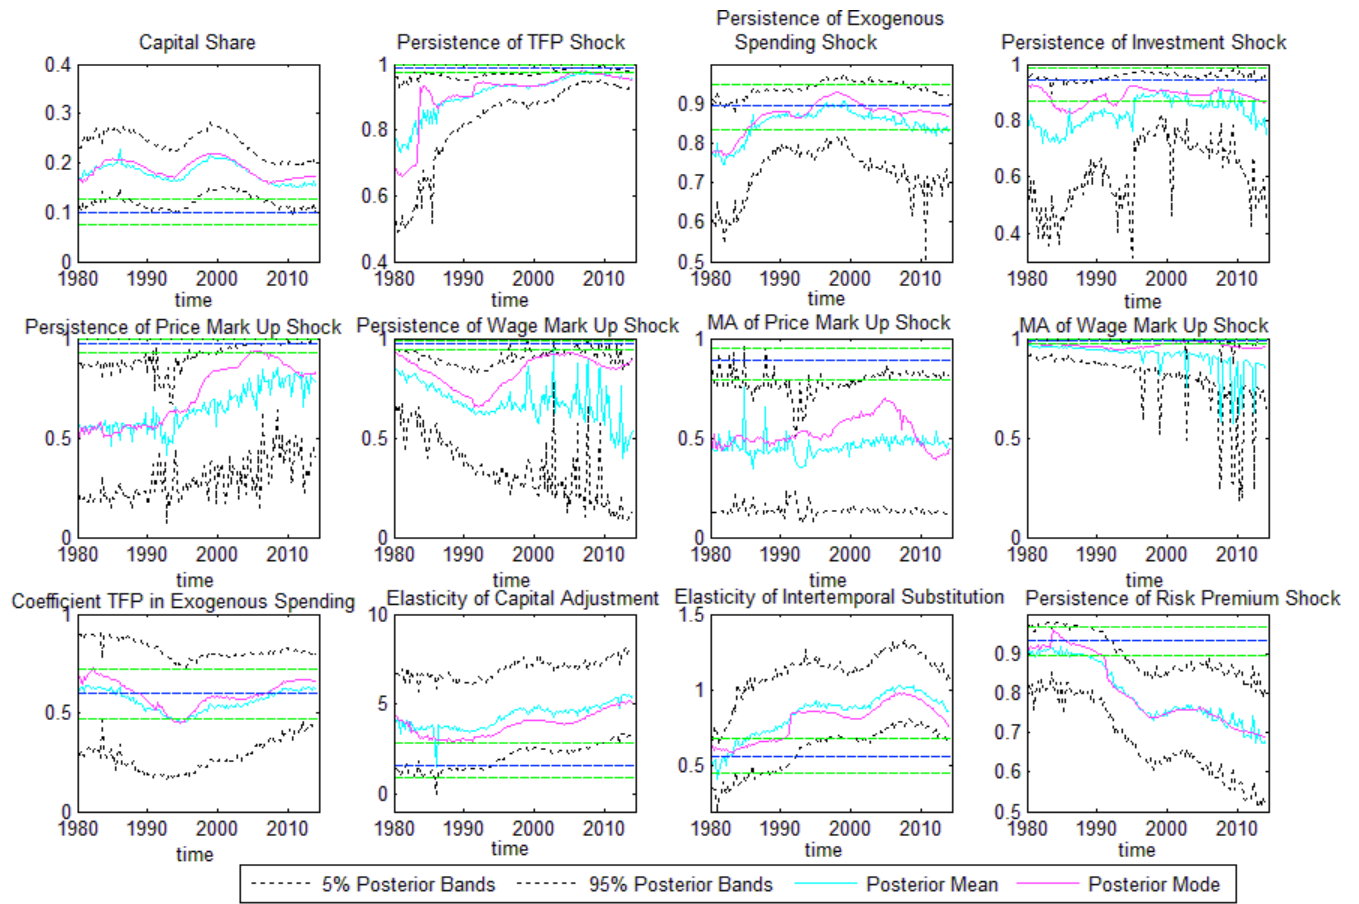 Persistence of Exogenous
Capital Share Persistence of TFP Shock Spending Shock Persistence of Investment Shock
0.4 1 1
0.9 0.8
0.3 0.8
0.8
0.2 0.6
0.7
0.1 0.6
0.6 0.4
0 0.4 0.5
1980 1990 2000 2010 1980 1990 2000 2010 1980 1990 2000 2010 1980 1990 2000 2010
time time time time
Persistence of Price Mark Up Shock Persistence of Wage Mark Up Shock MA of Price Mark Up Shock MA of Wage Mark Up Shock
1 1 1 1
0.5 0.5 0.5 0.5
0 0 0 0
1980 1990 2000 2010 1980 1990 2000 2010 1980 1990 2000 2010 1980 1990 2000 2010
time time time time
Coefficient TFP in Exogenous Spending Elasticity of Capital Adjustment Elasticity of Intertemporal Substitution Persistence of Risk Premium Shock
1 10 1.5
0.9
0.8
0.5 5 1
0.7
0 0.5 0.6
0 0.5
1980 1990 2000 2010 1980 1990 2000 2010 1980 1990 2000 2010 1980 1990 2000 2010
time time time time
5% Posterior Bands 95% Posterior Bands Posterior Mean Posterior Mode